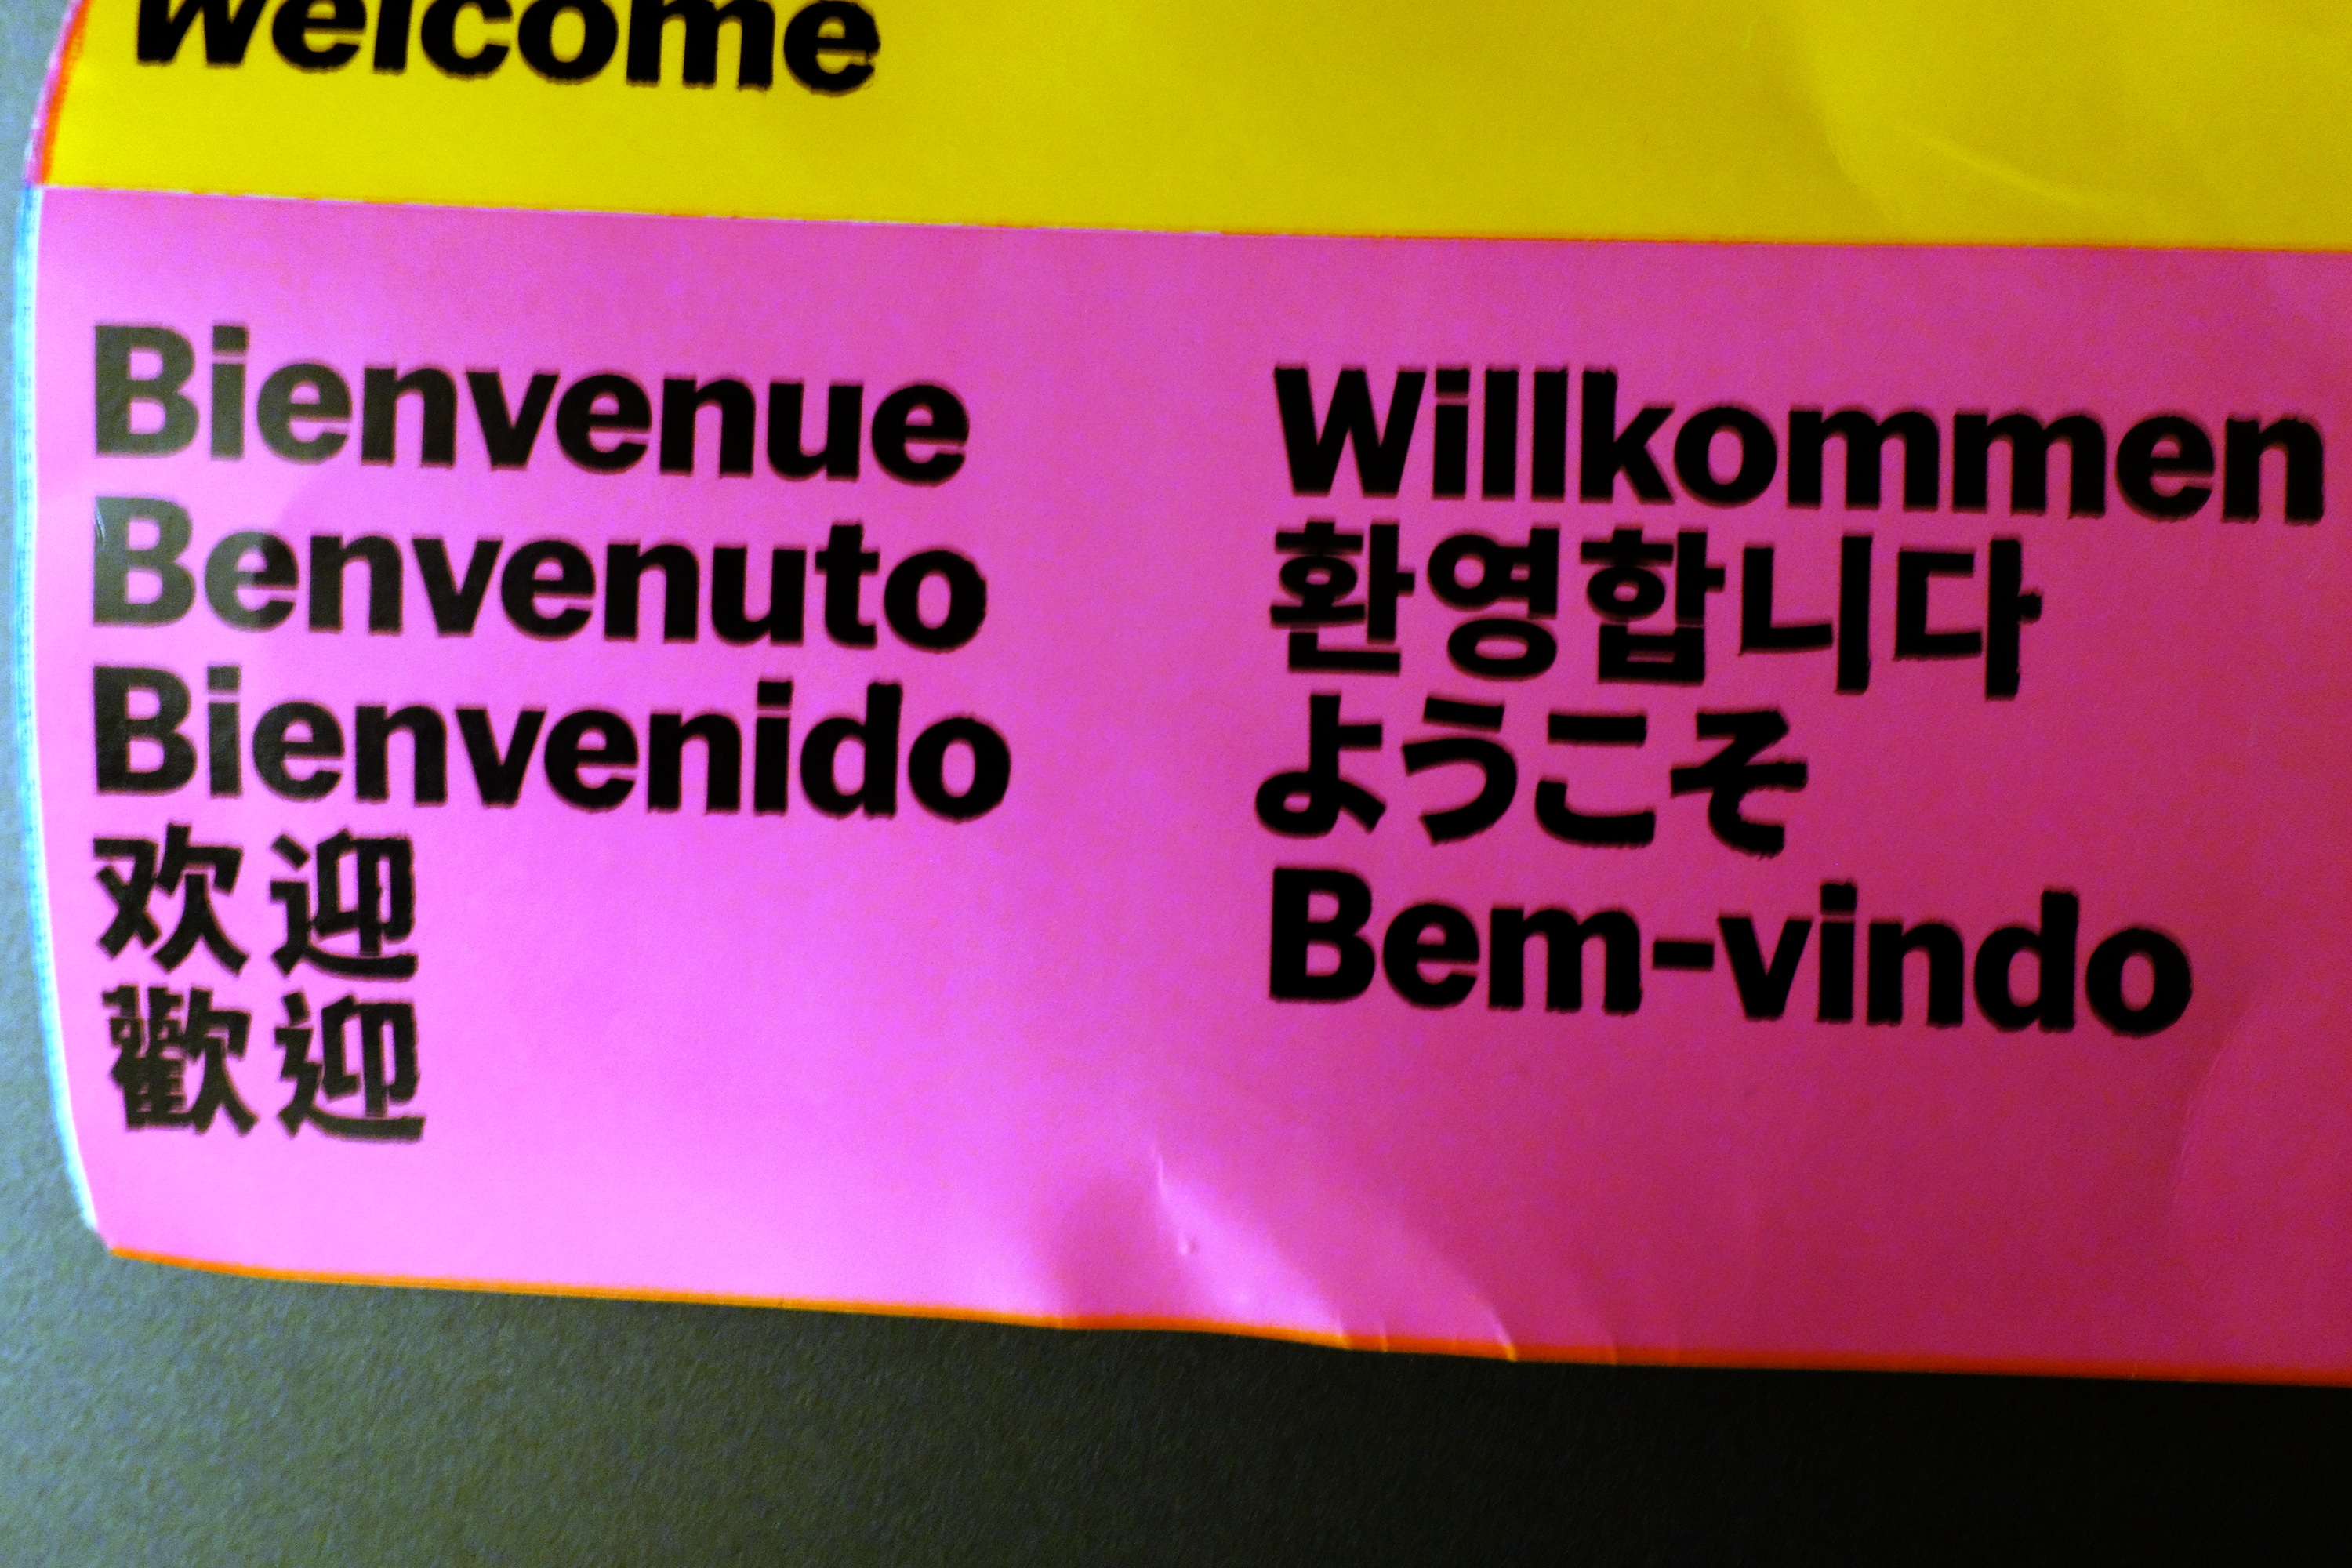 Welcome
Bienvenue
Benvenuto
Bienvenido
欢迎
歡迎
Willkommen
환영합니다
ようこそ
Bem-vindo